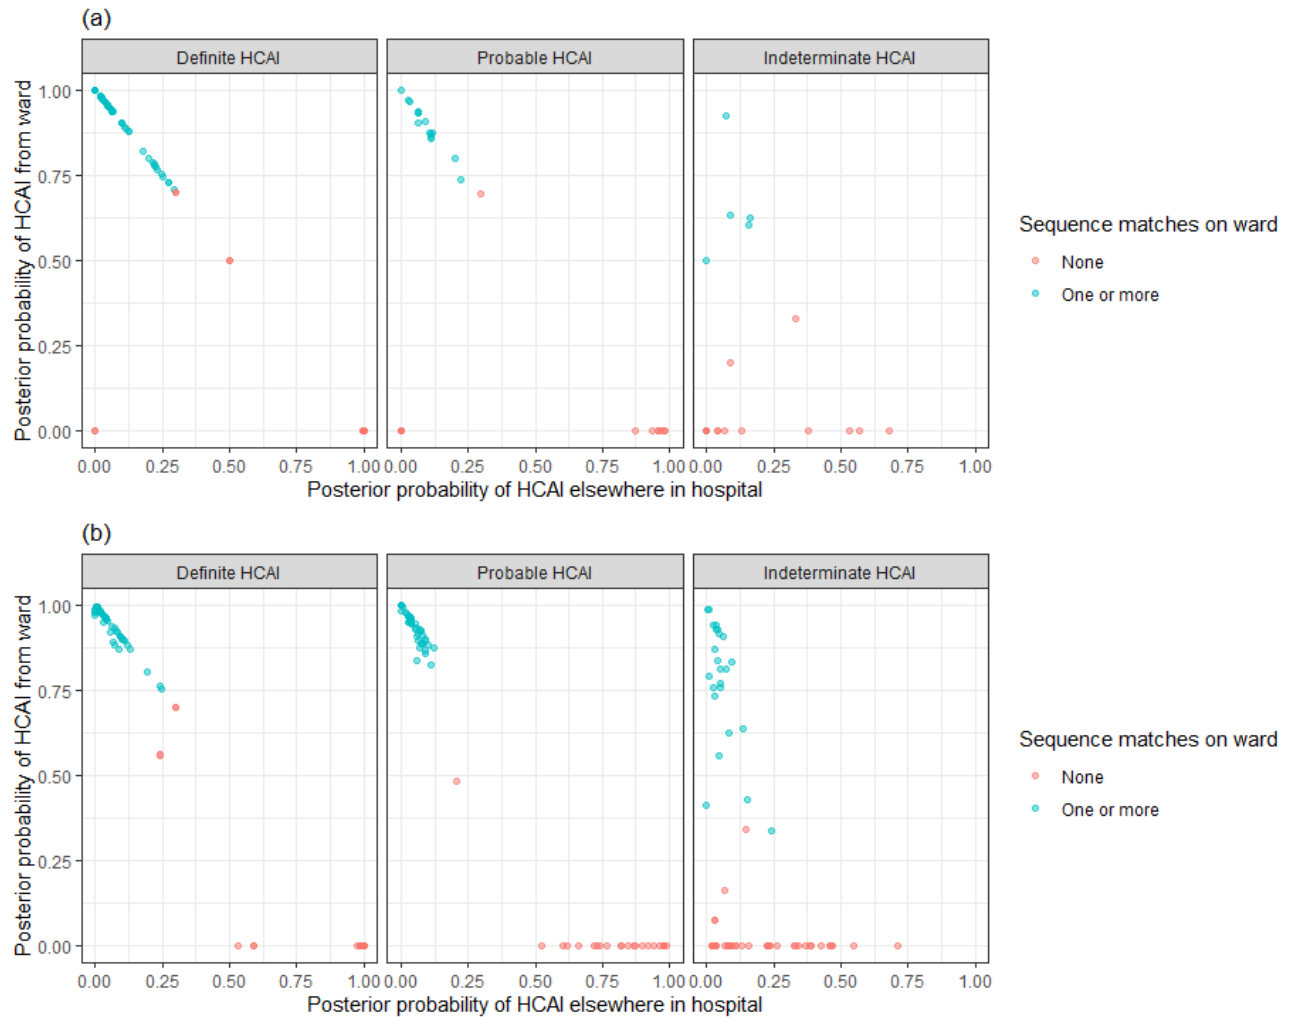 (a)
Definite HCAI
Probable HCAI
Indeterminate HCAI
Posterior probability of HCAI from ward
1.00
0.75
0.50
0.25
0.00
0.00 0.25 0.50 0.75 1.00
0.00 0.25 0.50 0.75 1.00
0.00 0.25 0.50 0.75 1.00
Posterior probability of HCAI elsewhere in hospital
Sequence matches on ward
None
One or more
(b)
Definite HCAI
Probable HCAI
Indeterminate HCAI
Posterior probability of HCAI from ward
1.00
0.75
0.50
0.25
0.00
0.00 0.25 0.50 0.75 1.00
0.00 0.25 0.50 0.75 1.00
0.00 0.25 0.50 0.75 1.00
Posterior probability of HCAI elsewhere in hospital
Sequence matches on ward
None
One or more